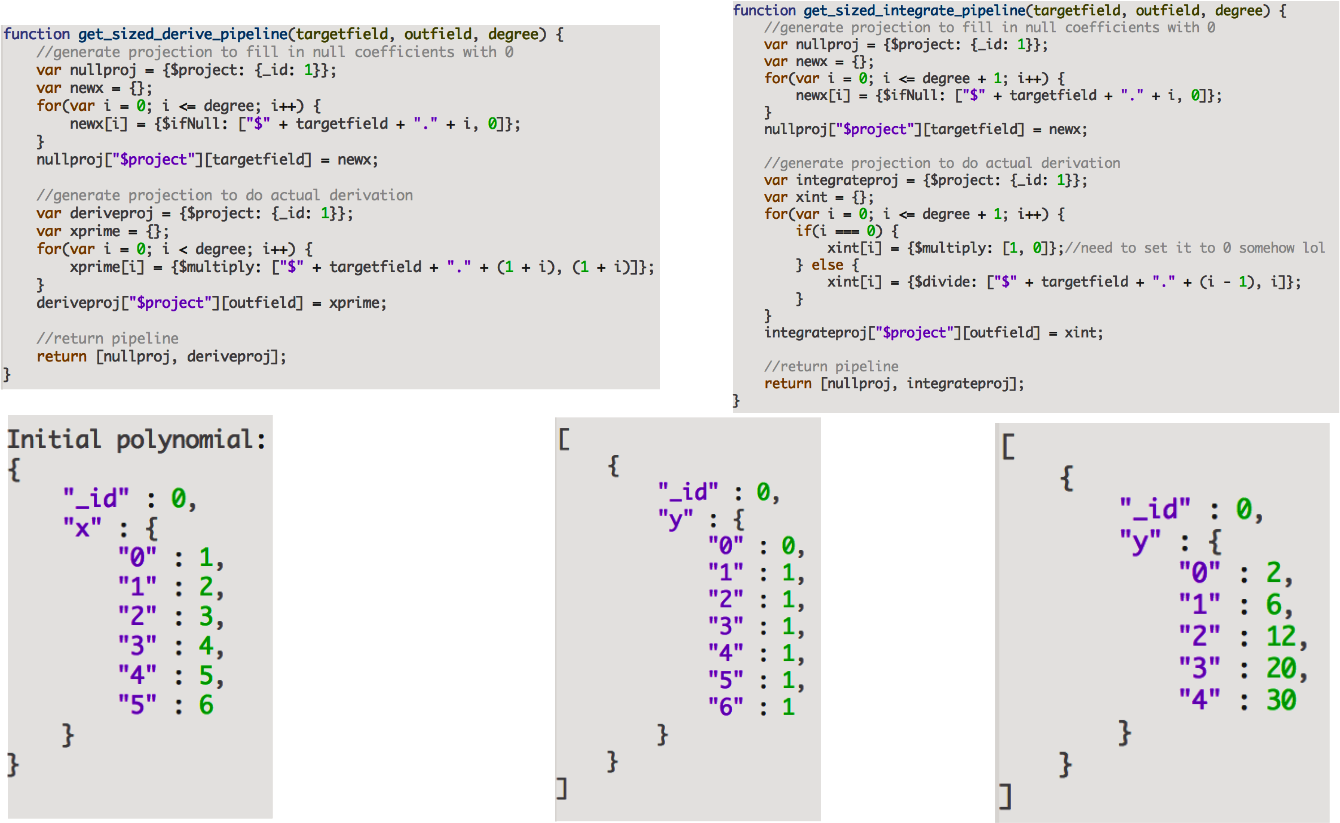 function get_sized_derive_pipeline(targetfield, outfield, degree) {
    //generate projection to fill in null coefficients with 0
    var nullproj = {$project: {_id: 1}};
    var newx = {};
    for(var i = 0; i <= degree; i++) {
        newx[i] = {$ifNull: ["$" + targetfield + "." + i, 0]};
    }
    nullproj["$project"][targetfield] = newx;

    //generate projection to do actual derivation
    var deriveproj = {$project: {_id: 1}};
    var xprime = {};
    for(var i = 0; i < degree; i++) {
        xprime[i] = {$multiply: ["$" + targetfield + "." + (1 + i), (1 + i)]};
    }
    deriveproj["$project"][outfield] = xprime;

    //return pipeline
    return [nullproj, deriveproj];
}
function get_sized_integrate_pipeline(targetfield, outfield, degree) {
    //generate projection to fill in null coefficients with 0
    var nullproj = {$project: {_id: 1}};
    var newx = {};
    for(var i = 0; i <= degree + 1; i++) {
        newx[i] = {$ifNull: ["$" + targetfield + "." + i, 0]};
    }
    nullproj["$project"][targetfield] = newx;

    //generate projection to do actual derivation
    var integrateproj = {$project: {_id: 1}};
    var xint = {};
    for(var i = 0; i <= degree + 1; i++) {
        if(i === 0) {
            xint[i] = {$multiply: [1, 0]};//need to set it to 0 somehow lol
        } else {
            xint[i] = {$divide: ["$" + targetfield + "." + (i - 1), i]};
        }
    }
    integrateproj["$project"][outfield] = xint;

    //return pipeline
    return [nullproj, integrateproj];
}
Initial polynomial:
{
    "_id" : 0,
    "x" : {
        "0" : 1,
        "1" : 2,
        "2" : 3,
        "3" : 4,
        "4" : 5,
        "5" : 6
    }
}
[
    {
        "_id" : 0,
        "y" : {
            "0" : 0,
            "1" : 1,
            "2" : 1,
            "3" : 1,
            "4" : 1,
            "5" : 1,
            "6" : 1
        }
    }
]
[
    {
        "_id" : 0,
        "y" : {
            "0" : 2,
            "1" : 6,
            "2" : 12,
            "3" : 20,
            "4" : 30
        }
    }
]